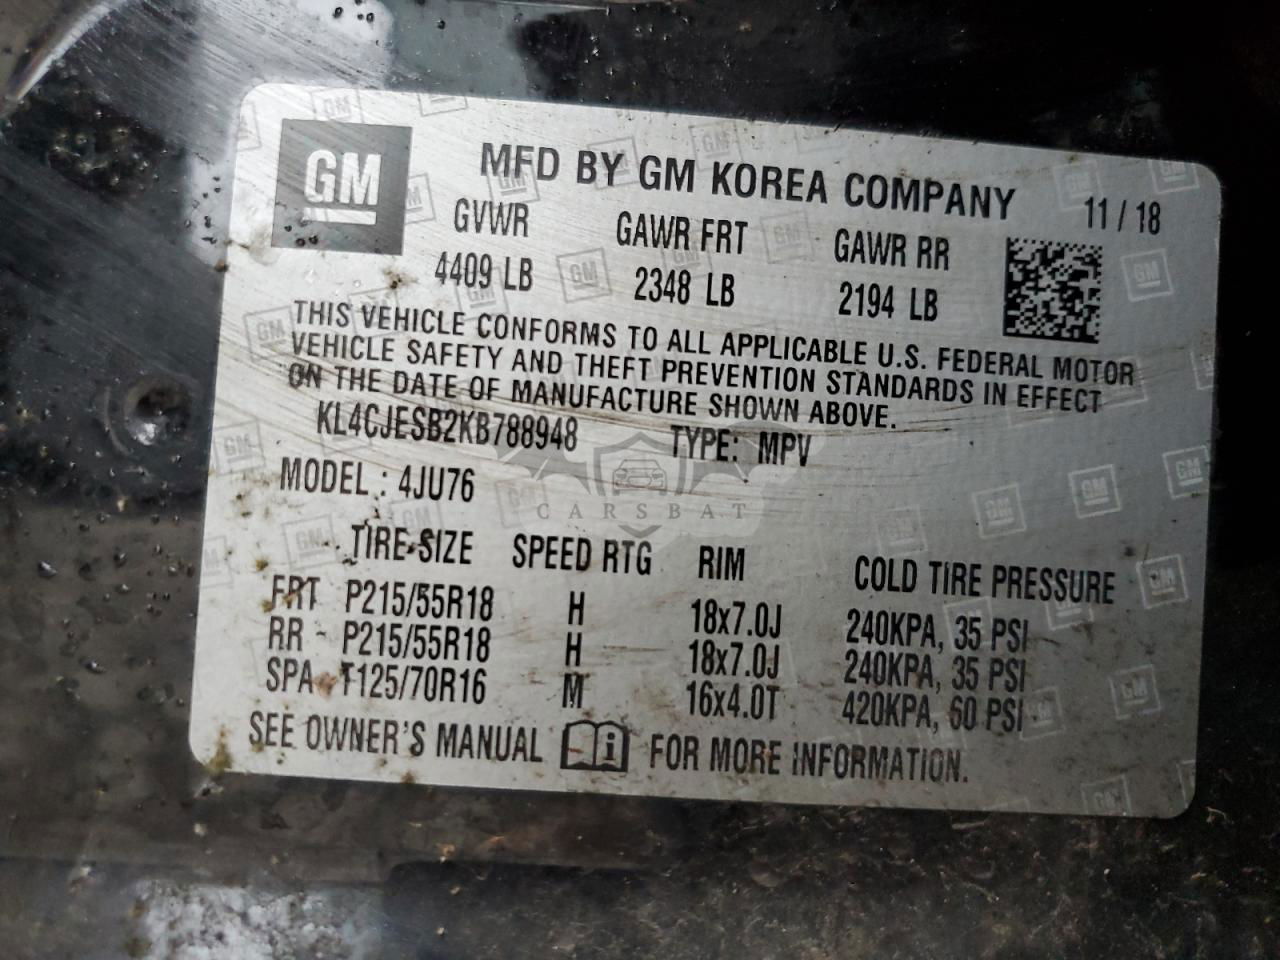 GM
MFD BY GM KOREA COMPANY
11 / 18
GVWR GAWR FRT GAWR RR
4409 LB 2348 LB 2194 LB
THIS VEHICLE CONFORMS TO ALL APPLICABLE U.S. FEDERAL MOTOR
VEHICLE SAFETY AND THEFT PREVENTION STANDARDS IN EFFECT
ON THE DATE OF MANUFACTURE SHOWN ABOVE.
KL4CJESB2KB788948 TYPE: MPV
MODEL : 4JU76
CARSBAT
TIRE SIZE SPEED RTG RIM COLD TIRE PRESSURE
FRT P215/55R18 H 18x7.0J 240KPA, 35 PSI
RR P215/55R18 H 18x7.0J 240KPA, 35 PSI
SPA T125/70R16 M 16x4.0T 420KPA, 60 PSI
SEE OWNER'S MANUAL FOR MORE INFORMATION.